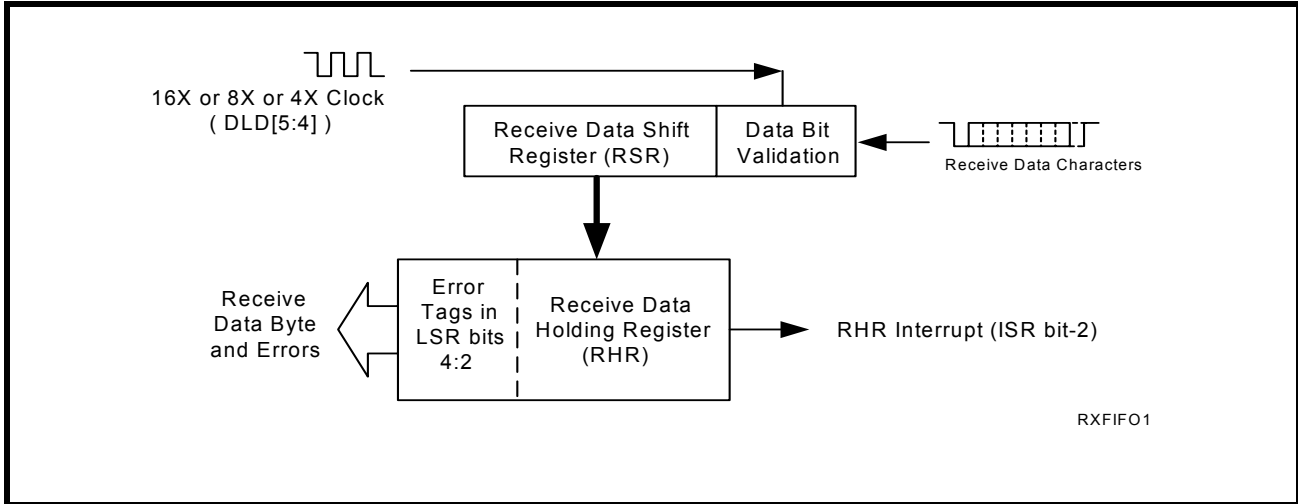 16X or 8X or 4X Clock
( DLD[5:4] )
Receive Data Shift
Register (RSR)
Data Bit
Validation
Receive Data Characters
Receive
Data Byte
and Errors
Error
Tags in
LSR bits
4:2
Receive Data
Holding Register
(RHR)
RHR Interrupt (ISR bit-2)
RXFIFO1